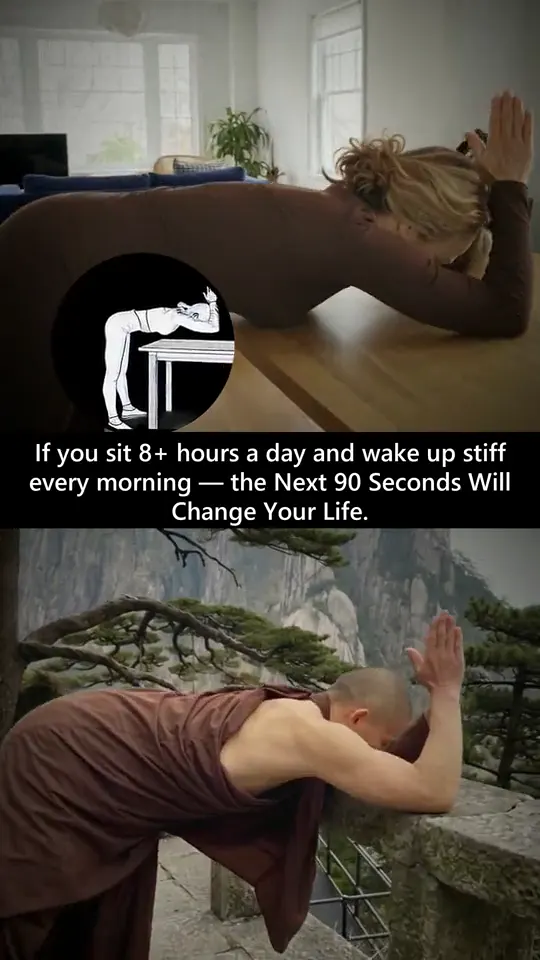 If you sit 8+ hours a day and wake up stiff
every morning — the Next 90 Seconds Will
Change Your Life.